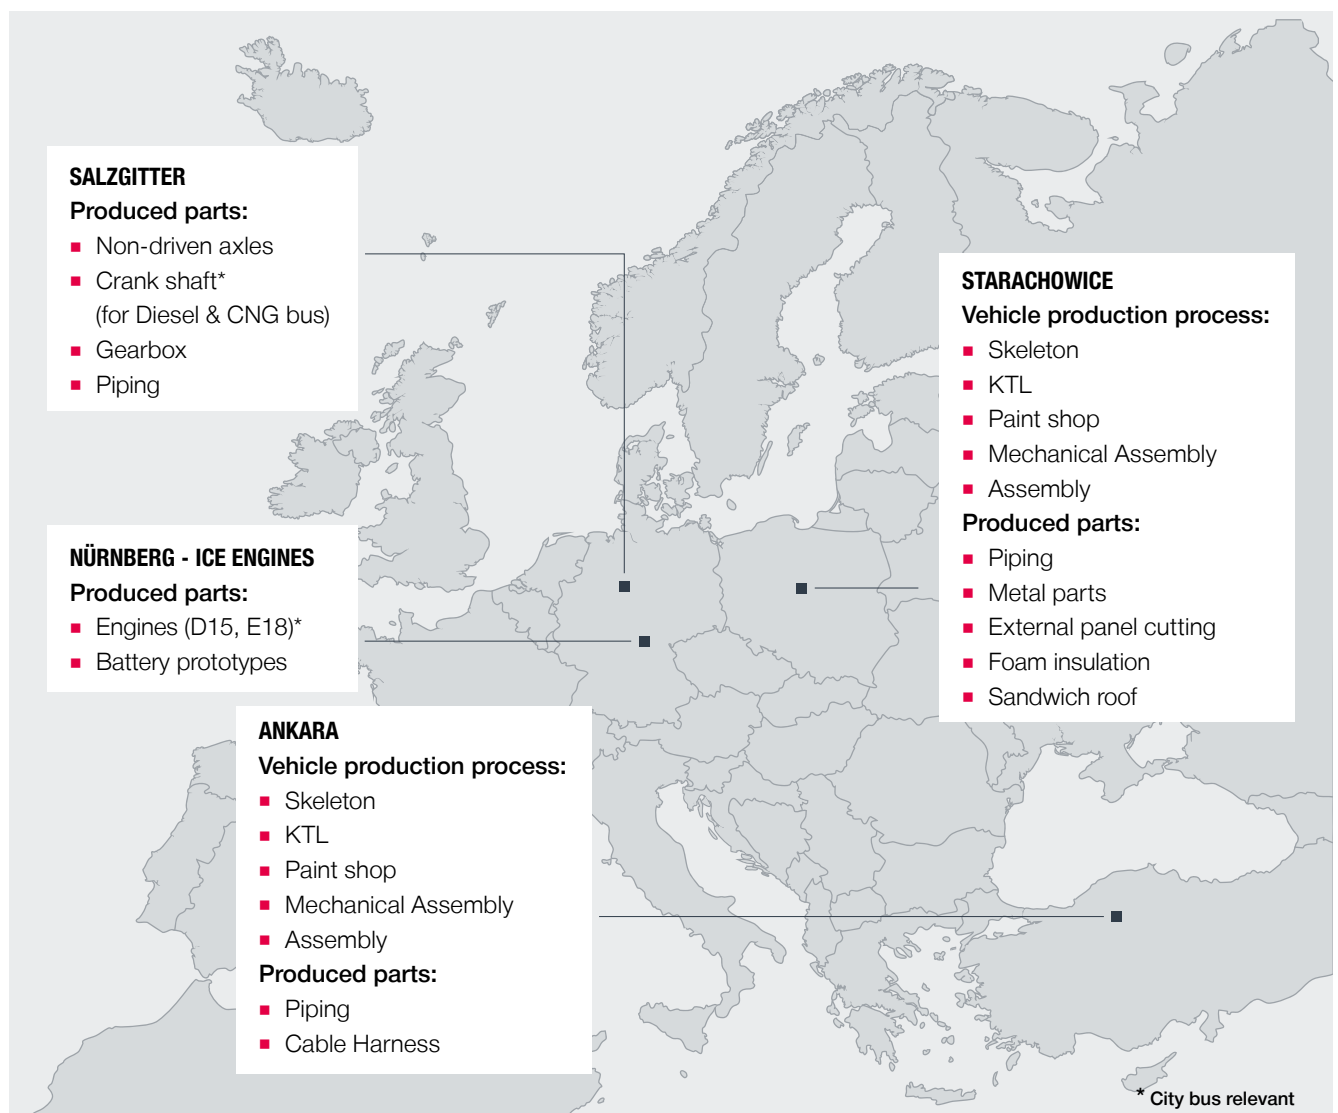 SALZGITTER
Produced parts:
Non-driven axles
Crank shaft*
(for Diesel & CNG bus)
Gearbox
Piping
NÜRNBERG - ICE ENGINES
Produced parts:
Engines (D15, E18)*
Battery prototypes
ANKARA
Vehicle production process:
Skeleton
KTL
Paint shop
Mechanical Assembly
Assembly
Produced parts:
Piping
Cable Harness
STARACHOWICE
Vehicle production process:
Skeleton
KTL
Paint shop
Mechanical Assembly
Assembly
Produced parts:
Piping
Metal parts
External panel cutting
Foam insulation
Sandwich roof
* City bus relevant